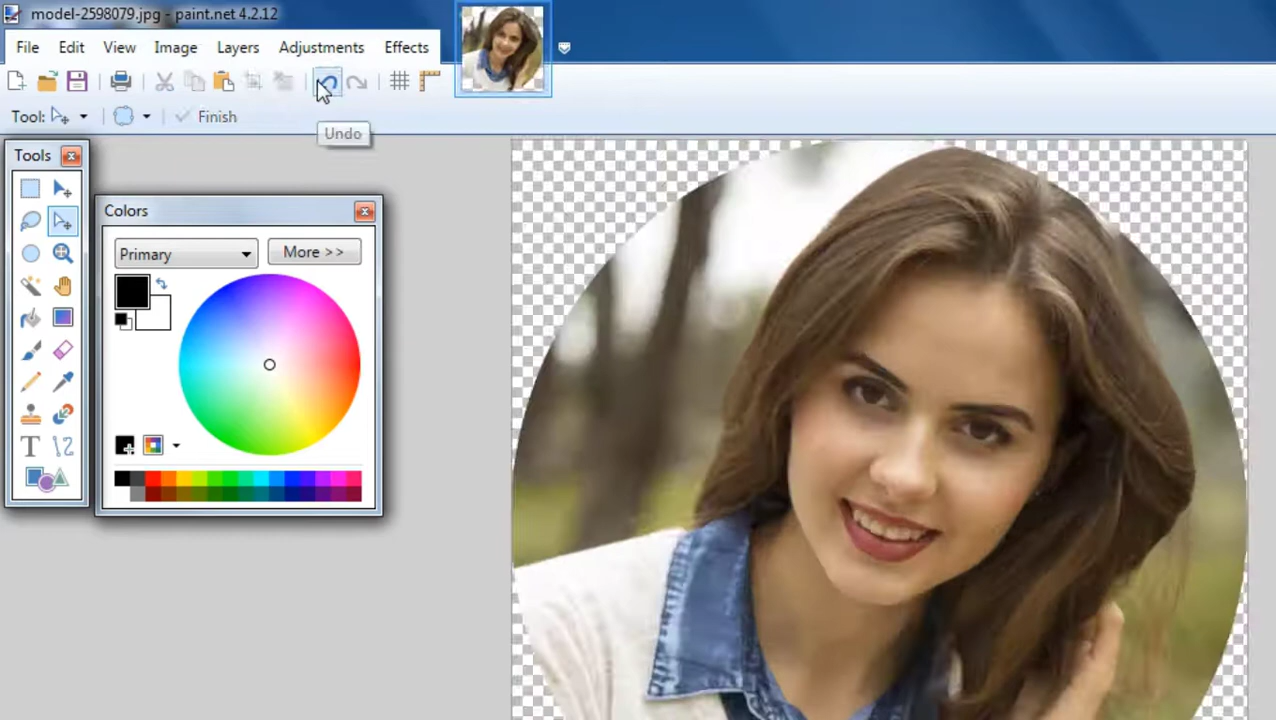 model-2598079.jpg - paint.net 4.2.12
File Edit View Image Layers Adjustments Effects
Tool: Finish
Undo
Tools
Colors
Primary More >>